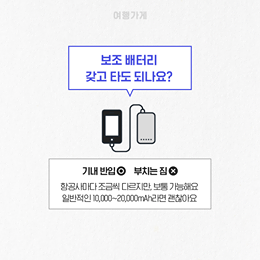 여행가게
보조 배터리
갖고 타도 되나요?
기내 반입 O 부치는 짐 X
항공사마다 조금씩 다르지만, 보통 가능해요
일반적인 10,000~20,000mAh라면 괜찮아요